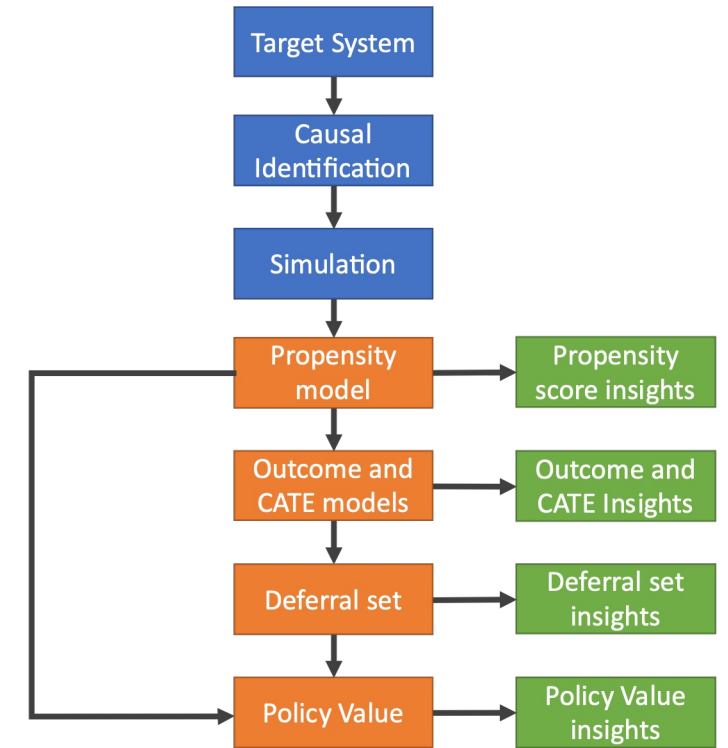 Target System
Causal
Identification
Simulation
Propensity
model
Propensity
score insights
Outcome and
CATE models
Outcome and
CATE Insights
Deferral set
Deferral set
insights
Policy Value
Policy Value
insights